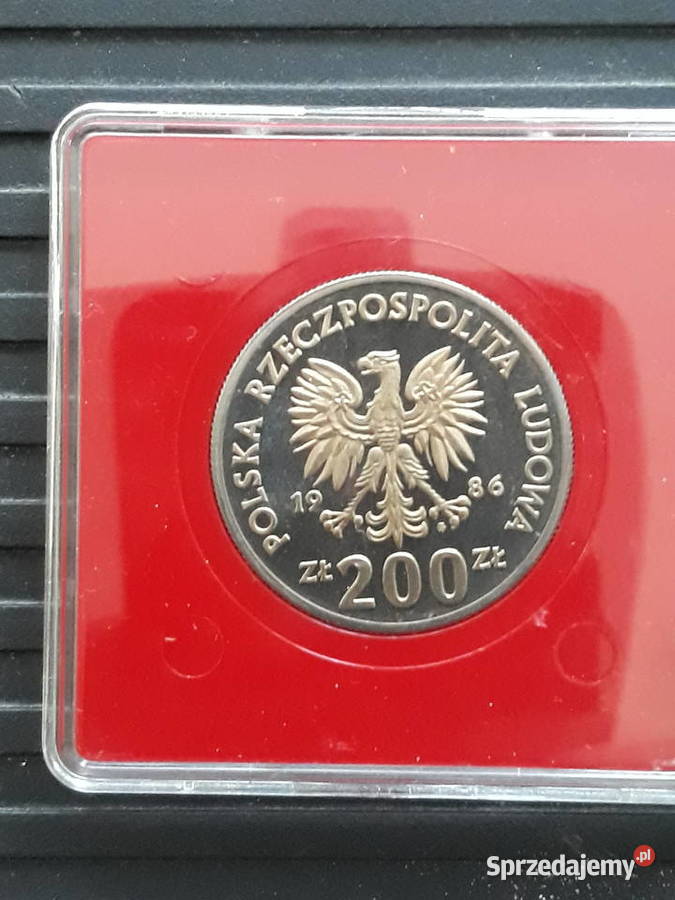 POLSKA RZECZPOSPOLITA LUDOWA
19 86
ZŁ 200 ZŁ
Sprzedajemy.pl